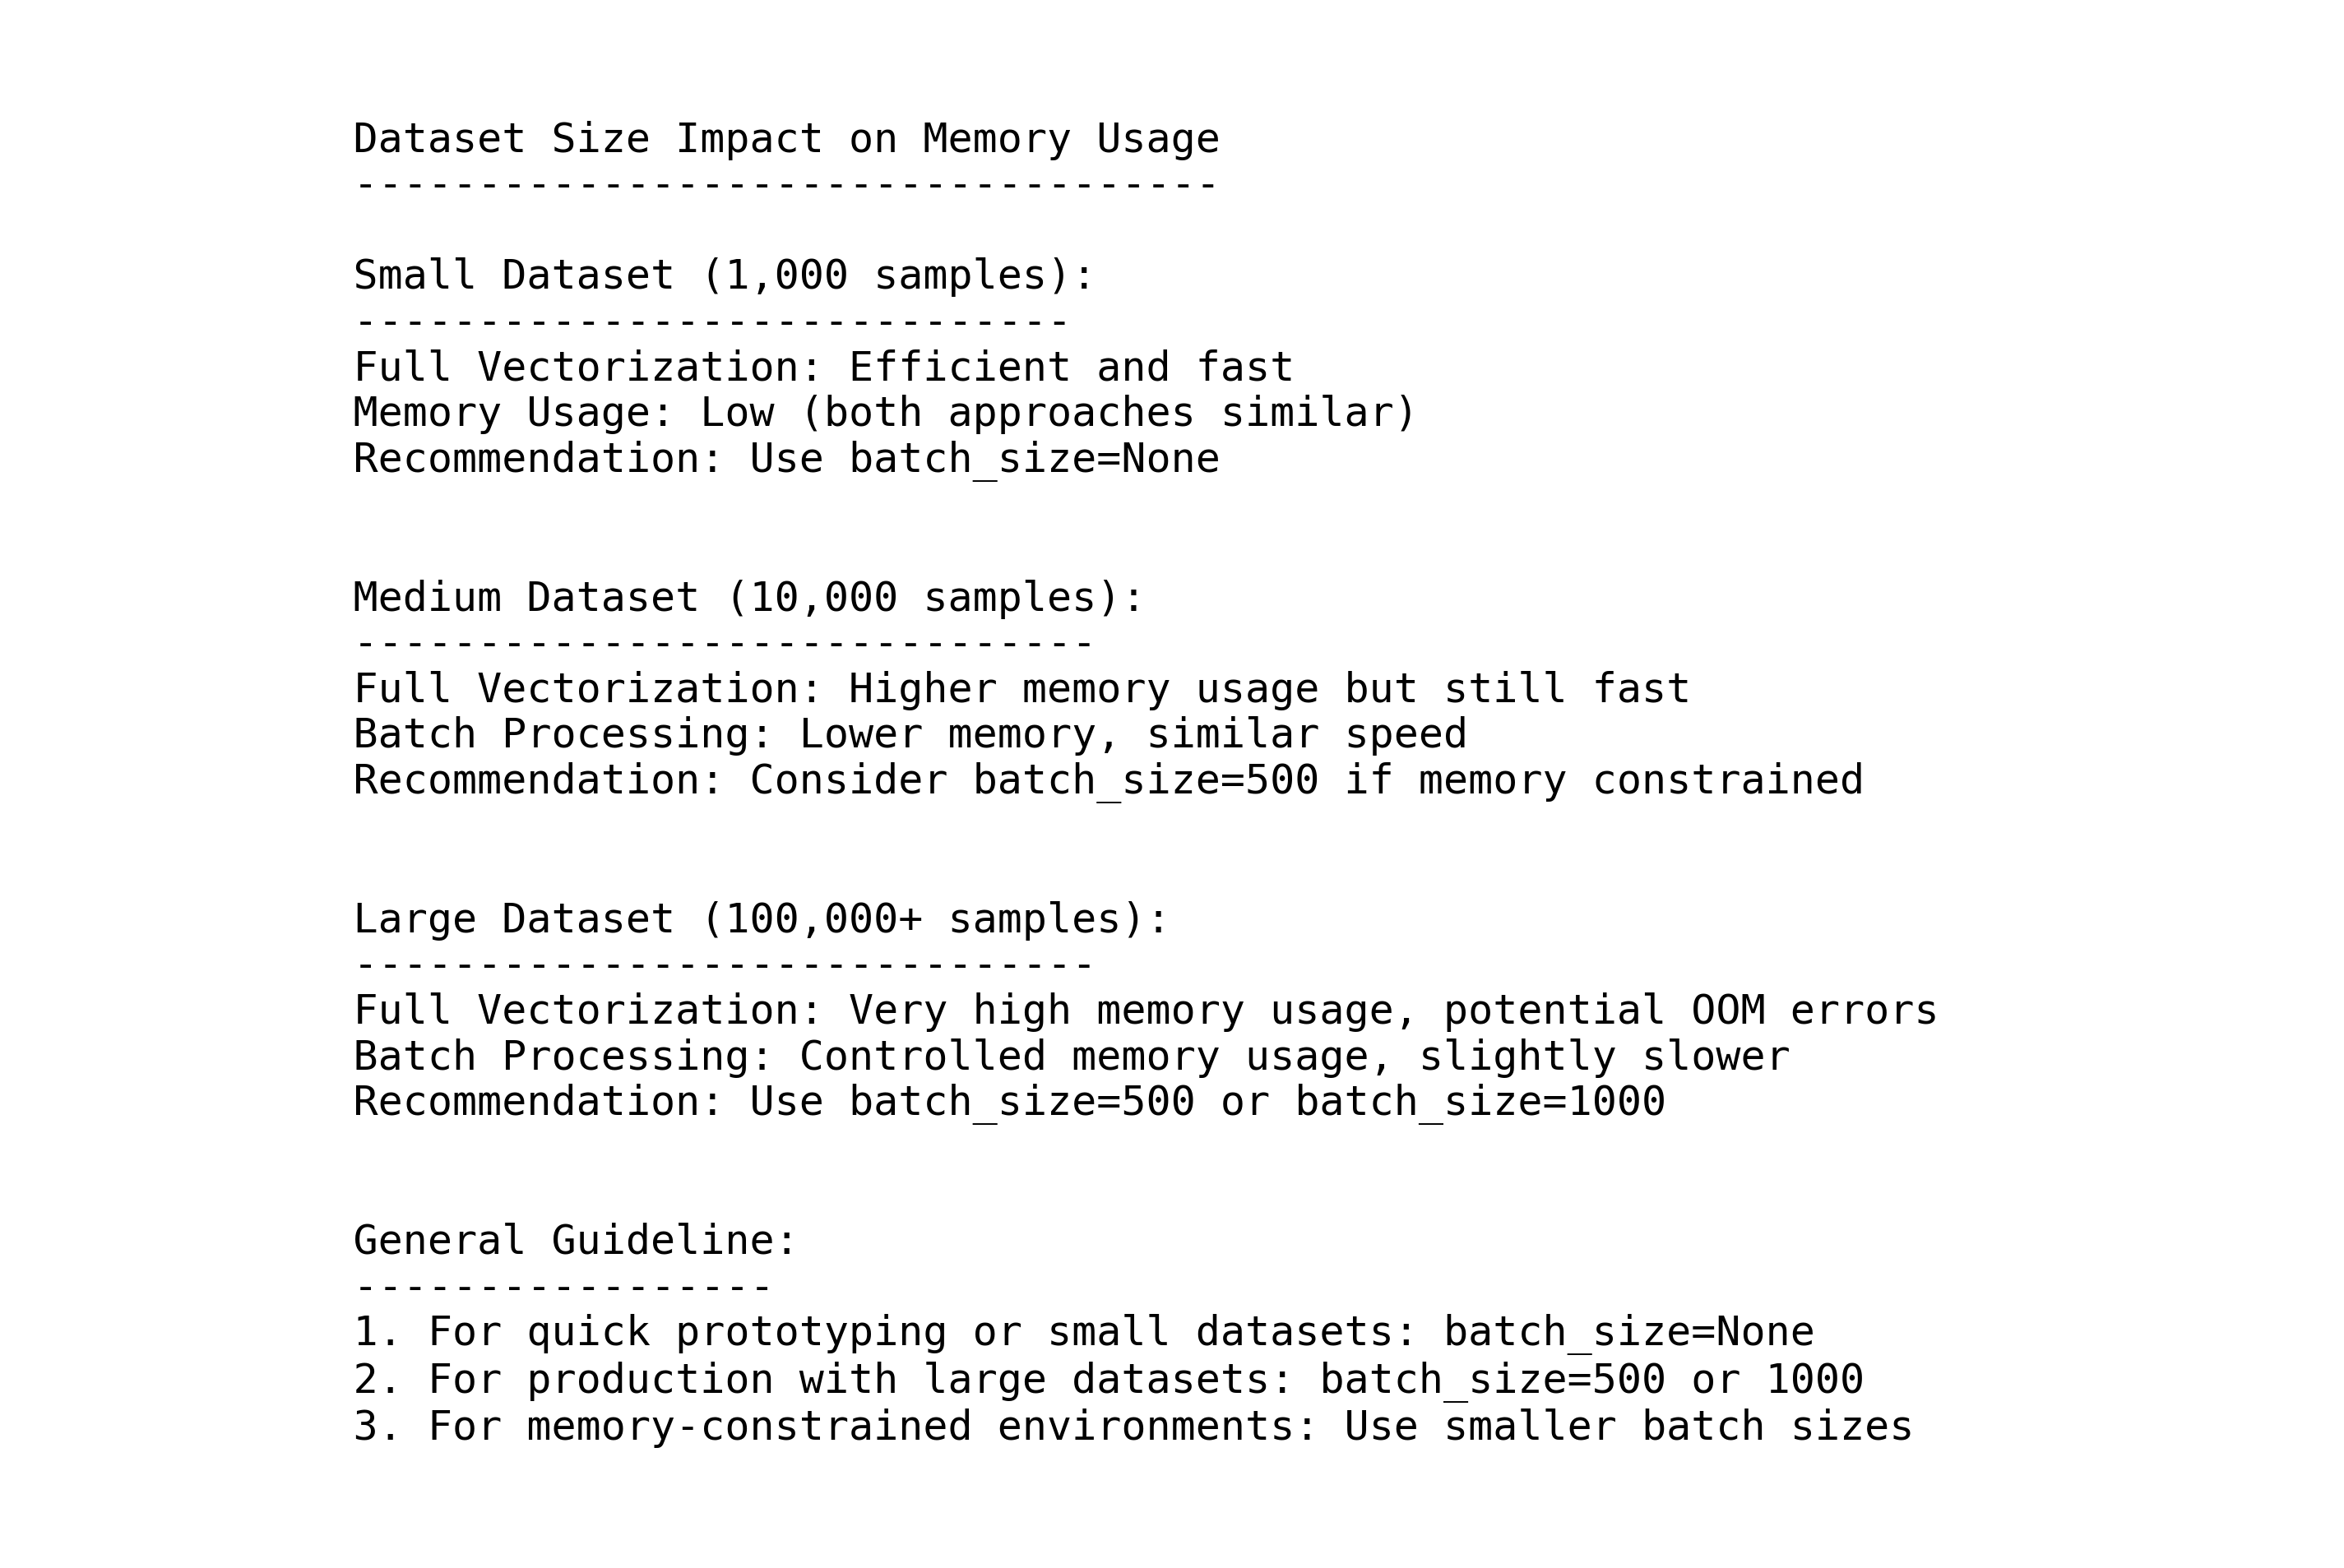 Dataset Size Impact on Memory Usage
-----------------------------------
Small Dataset (1,000 samples):
-----------------------------
Full Vectorization: Efficient and fast
Memory Usage: Low (both approaches similar)
Recommendation: Use batch_size=None
Medium Dataset (10,000 samples):
------------------------------
Full Vectorization: Higher memory usage but still fast
Batch Processing: Lower memory, similar speed
Recommendation: Consider batch_size=500 if memory constrained
Large Dataset (100,000+ samples):
------------------------------
Full Vectorization: Very high memory usage, potential OOM errors
Batch Processing: Controlled memory usage, slightly slower
Recommendation: Use batch_size=500 or batch_size=1000
General Guideline:
-----------------
1. For quick prototyping or small datasets: batch_size=None
2. For production with large datasets: batch_size=500 or 1000
3. For memory-constrained environments: Use smaller batch sizes